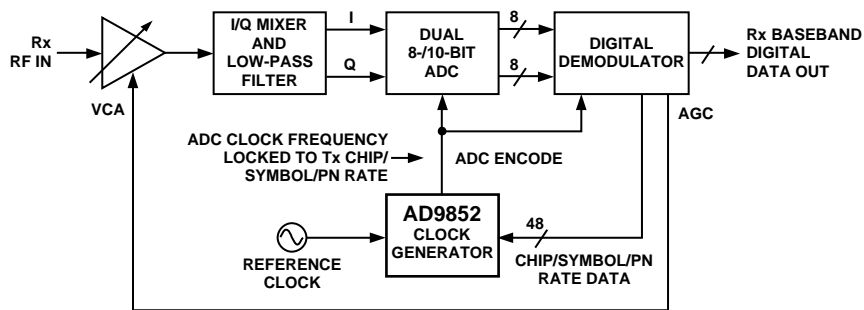 Rx
RF IN
VCA
I/Q MIXER
AND
LOW-PASS
FILTER
I
Q
DUAL
8-/10-BIT
ADC
8
8
DIGITAL
DEMODULATOR
Rx BASEBAND
DIGITAL
DATA OUT
AGC
ADC CLOCK FREQUENCY
LOCKED TO Tx CHIP/
SYMBOL/PN RATE
ADC ENCODE
AD9852
CLOCK
GENERATOR
48
CHIP/SYMBOL/PN
RATE DATA
REFERENCE
CLOCK